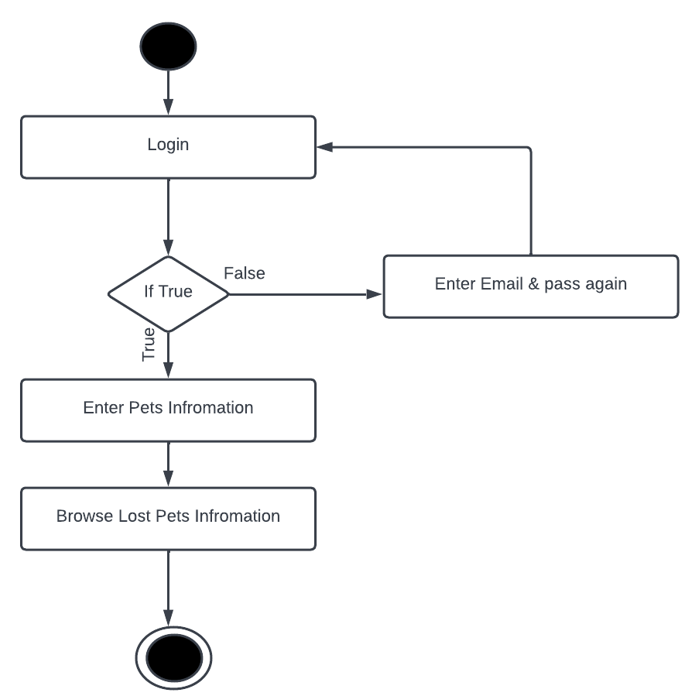 Login
False
If True
Enter Email & pass again
True
Enter Pets Infromation
Browse Lost Pets Infromation